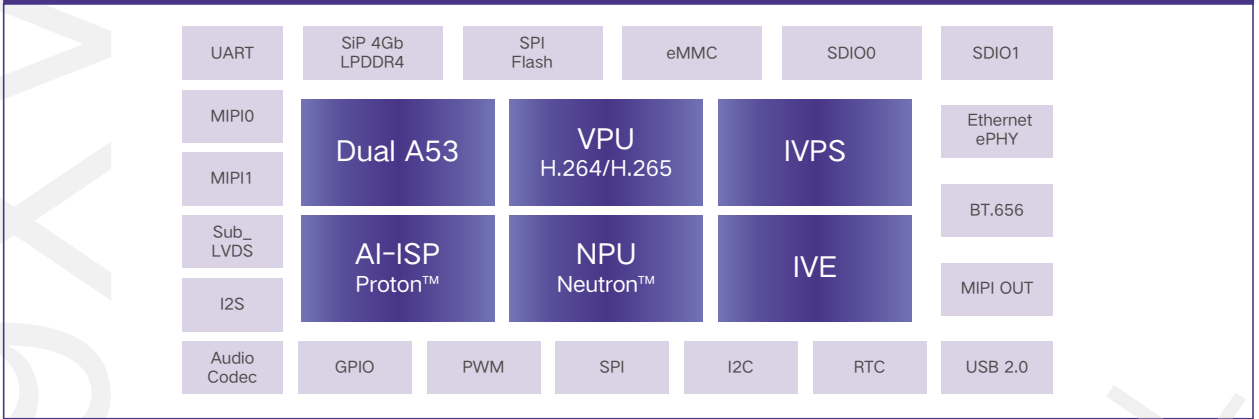 UART
SiP 4Gb
LPDDR4
SPI
Flash
eMMC
SDIO0
SDIO1
MIPI0
MIPI1
Sub_
LVDS
I2S
Dual A53
VPU
H.264/H.265
IVPS
AI-ISP
Proton™
NPU
Neutron™
IVE
Ethernet
ePHY
BT.656
MIPI OUT
Audio
Codec
GPIO
PWM
SPI
I2C
RTC
USB 2.0